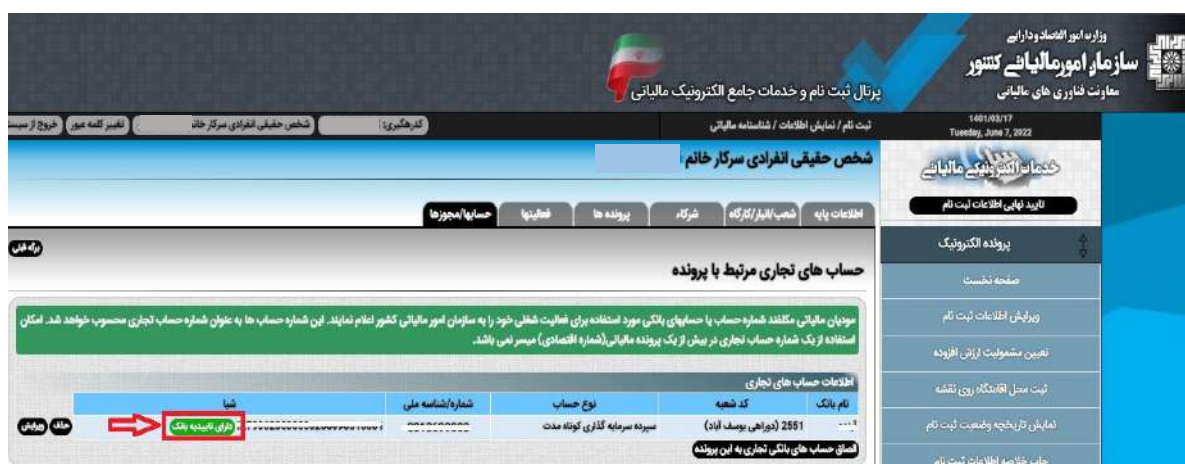 وزارت امور اقتصاد و دارایی
سازمان امور مالیاتی کشور
معاونت فناوری های مالیاتی
پرتال ثبت نام و خدمات جامع الکترونیک مالیاتی
1401/03/17
Tuesday, June 7, 2022
ثبت نام / نمایش اطلاعات / شناسنامه مالیاتی
کدرهگیری:
شخص حقیقی انفرادی سرکار خانم
تغییر کلمه عبور
خروج از سیست
خدمات الکترونیکی مالیاتی
تایید نهایی اطلاعات ثبت نام
شخص حقیقی انفرادی سرکار خانم
اطلاعات پایه
شعب/انبار/کارگاه
شرکاء
پرونده ها
فعالیتها
حسابها/مجوزها
پرونده الکترونیک
صفحه نخست
ویرایش اطلاعات ثبت نام
تعیین مشمولیت ارزش افزوده
ثبت محل اقامتگاه روی نقشه
نمایش تاریخچه وضعیت ثبت نام
چاپ خلاصه اطلاعات ثبت نام
برگه قبلی
حساب های تجاری مرتبط با پرونده
مودیان مالیاتی مکلفند شماره حساب یا حسابهای بانکی مورد استفاده برای فعالیت شغلی خود را به سازمان امور مالیاتی کشور اعلام نمایند. این شماره حساب ها به عنوان شماره حساب تجاری محسوب خواهد شد. امکان
استفاده از یک شماره حساب تجاری در بیش از یک پرونده مالیاتی(شماره اقتصادی) میسر نمی باشد.
اطلاعات حساب های تجاری
نام بانک کد شعبه نوع حساب شماره/شناسه ملی شبا
2551 (دوراهی یوسف آباد) سپرده سرمایه گذاری کوتاه مدت دارای تاییدیه بانک ویرایش حذف
الصاق حساب های بانکی تجاری به این پرونده